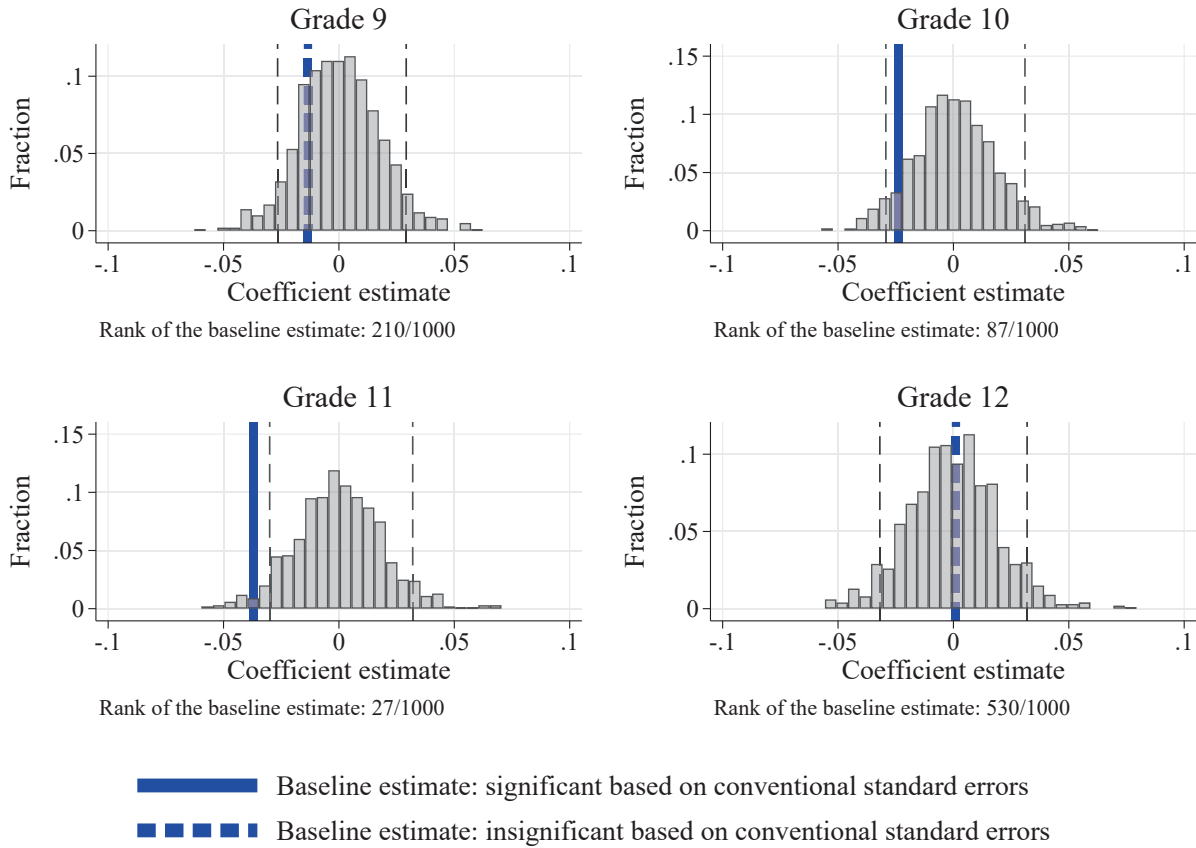 Grade 9
Fraction
.1
.05
0
-.1 -.05 0 .05 .1
Coefficient estimate
Rank of the baseline estimate: 210/1000
Grade 10
Fraction
.15
.1
.05
0
-.1 -.05 0 .05 .1
Coefficient estimate
Rank of the baseline estimate: 87/1000
Grade 11
Fraction
.15
.1
.05
0
-.1 -.05 0 .05 .1
Coefficient estimate
Rank of the baseline estimate: 27/1000
Grade 12
Fraction
.1
.05
0
-.1 -.05 0 .05 .1
Coefficient estimate
Rank of the baseline estimate: 530/1000
Baseline estimate: significant based on conventional standard errors
Baseline estimate: insignificant based on conventional standard errors